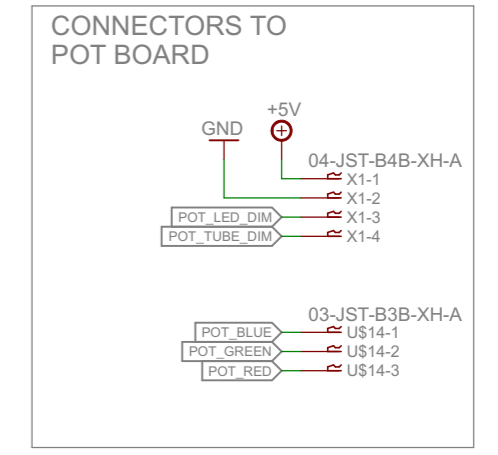 CONNECTORS TO
POT BOARD
+5V
GND
04-JST-B4B-XH-A
X1-1
X1-2
POT_LED_DIM X1-3
POT_TUBE_DIM X1-4
03-JST-B3B-XH-A
POT_BLUE U$14-1
POT_GREEN U$14-2
POT_RED U$14-3